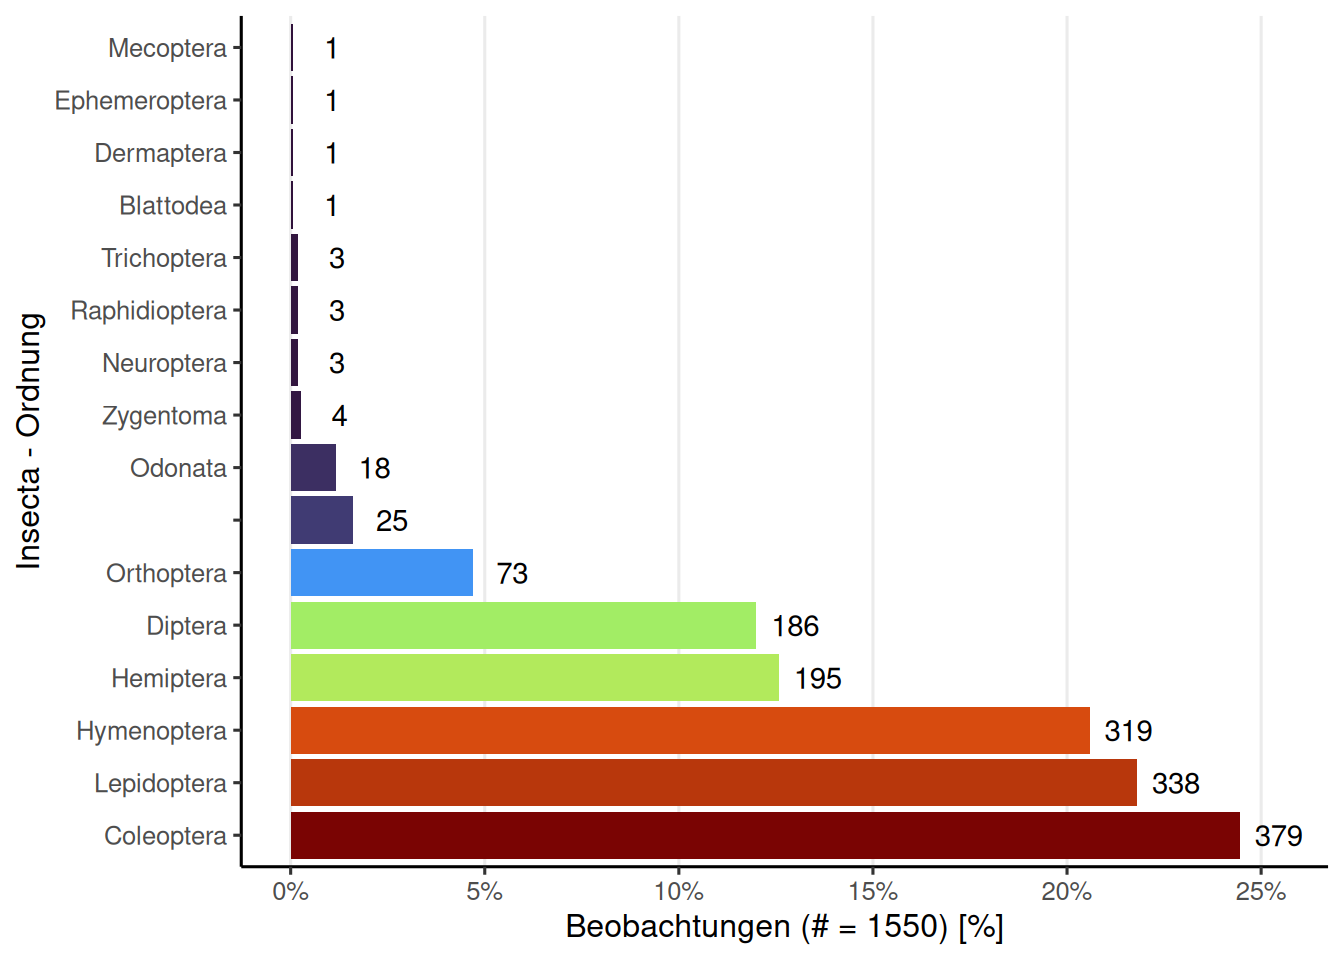 Insecta - Ordnung
Mecoptera 1
Ephemeroptera 1
Dermaptera 1
Blattodea 1
Trichoptera 3
Raphidioptera 3
Neuroptera 3
Zygentoma 4
Odonata 18
25
Orthoptera 73
Diptera 186
Hemiptera 195
Hymenoptera 319
Lepidoptera 338
Coleoptera 379
0% 5% 10% 15% 20% 25%
Beobachtungen (# = 1550) [%]